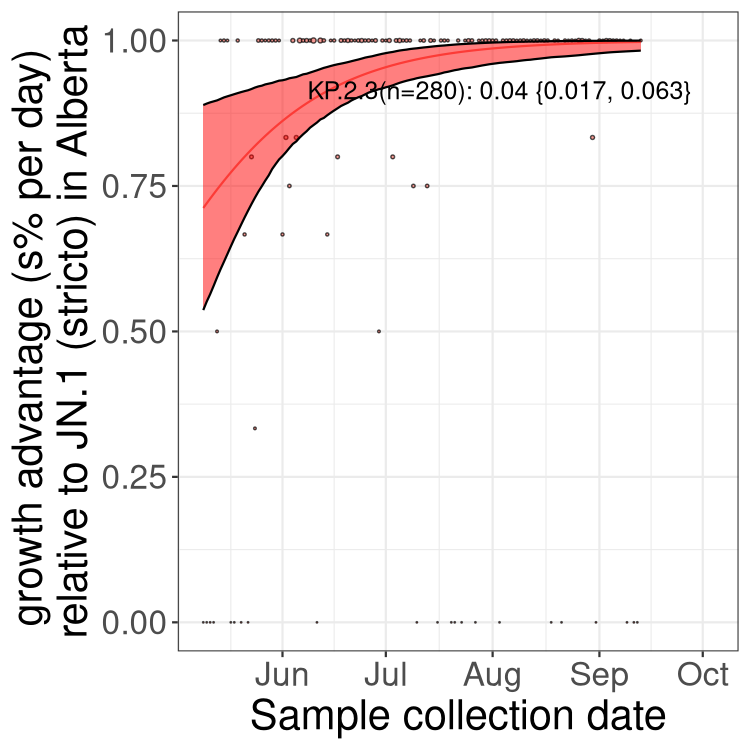 growth advantage (s% per day)
relative to JN.1 (stricto) in Alberta
1.00
0.75
0.50
0.25
0.00
KP.2.3(n=280): 0.04 {0.017, 0.063}
Jun Jul Aug Sep Oct
Sample collection date